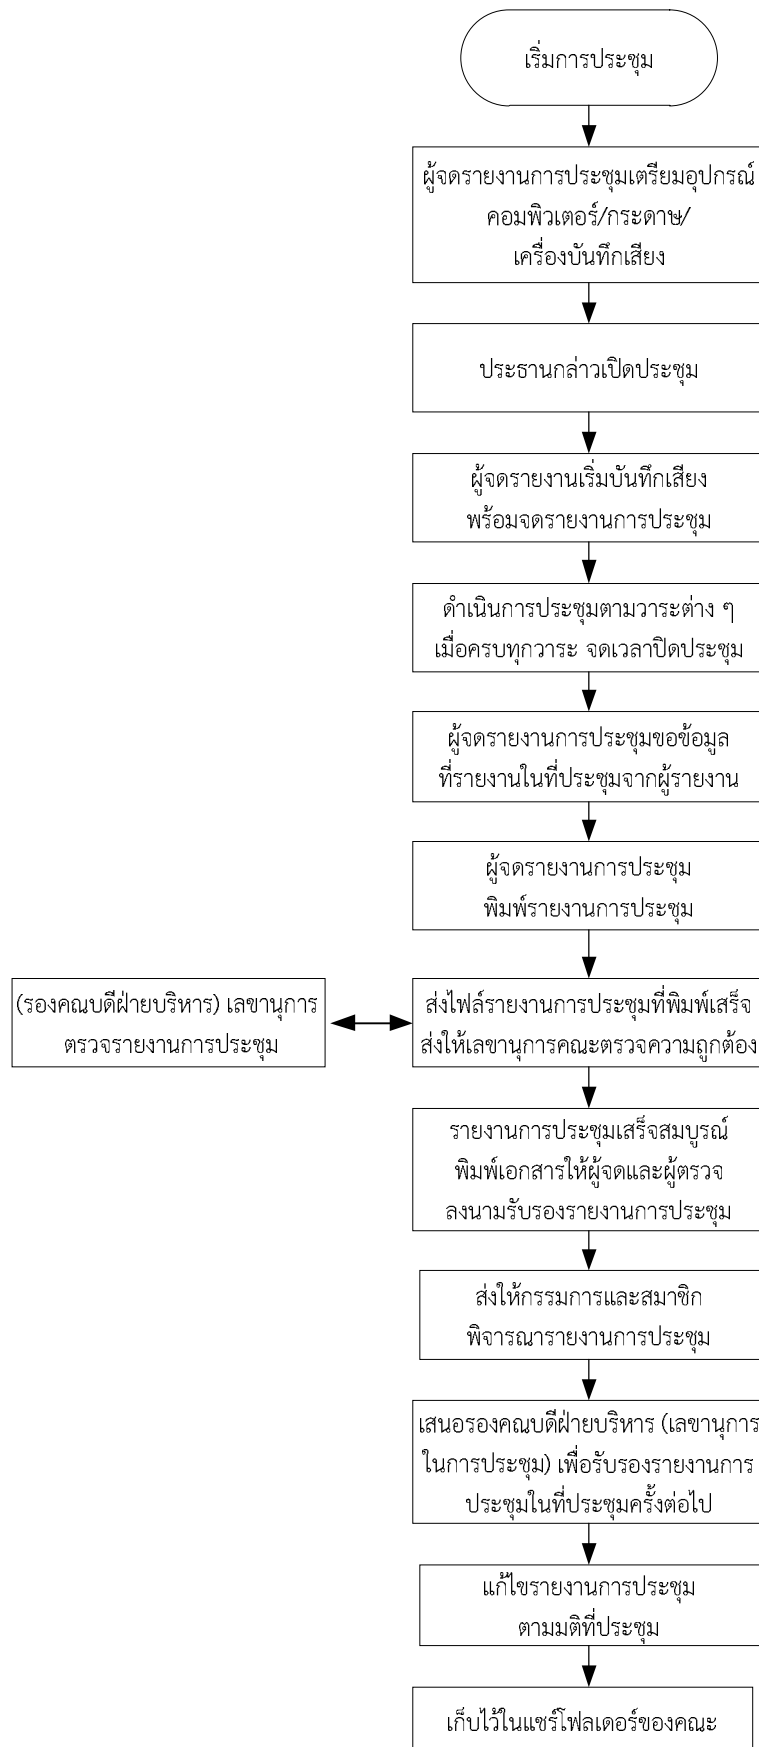 เริ่มการประชุม
ผู้จดรายงานการประชุมเตรียมอุปกรณ์
คอมพิวเตอร์/กระดาษ/
เครื่องบันทึกเสียง
ประธานกล่าวเปิดประชุม
ผู้จดรายงานเริ่มบันทึกเสียง
พร้อมจดรายงานการประชุม
ดำเนินการประชุมตามวาระต่าง ๆ
เมื่อครบทุกวาระ จดเวลาปิดประชุม
ผู้จดรายงานการประชุมขอข้อมูล
ที่รายงานในที่ประชุมจากผู้รายงาน
ผู้จดรายงานการประชุม
พิมพ์รายงานการประชุม
(รองคณบดีฝ่ายบริหาร) เลขานุการ
ตรวจรายงานการประชุม
ส่งไฟล์รายงานการประชุมที่พิมพ์เสร็จ
ส่งให้เลขานุการคณะตรวจความถูกต้อง
รายงานการประชุมเสร็จสมบูรณ์
พิมพ์เอกสารให้ผู้จดและผู้ตรวจ
ลงนามรับรองรายงานการประชุม
ส่งให้กรรมการและสมาชิก
พิจารณารายงานการประชุม
เสนอรองคณบดีฝ่ายบริหาร (เลขานุการ
ในการประชุม) เพื่อรับรองรายงานการ
ประชุมในที่ประชุมครั้งต่อไป
แก้ไขรายงานการประชุม
ตามมติที่ประชุม
เก็บไว้ในแชร์โฟลเดอร์ของคณะ